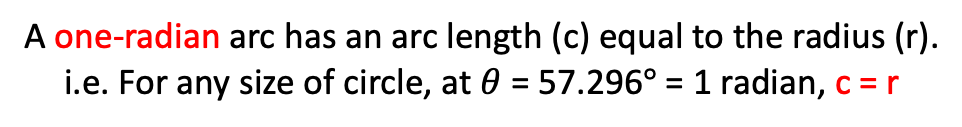 A one-radian arc has an arc length (c) equal to the radius (r).
i.e. For any size of circle, at θ = 57.296° = 1 radian, c = r